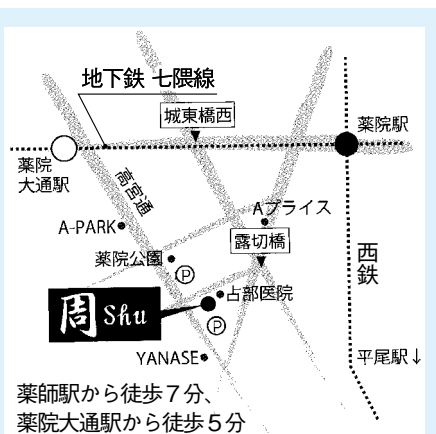 地下鉄 七隈線
城東橋西
薬院駅
薬院
大通駅
高宮通
A-PARK
Aプライス
薬院公園
露切橋
P
西鉄
占部医院
周 Shu
P
YANASE
平尾駅↓
薬師駅から徒歩７分、
薬院大通駅から徒歩５分